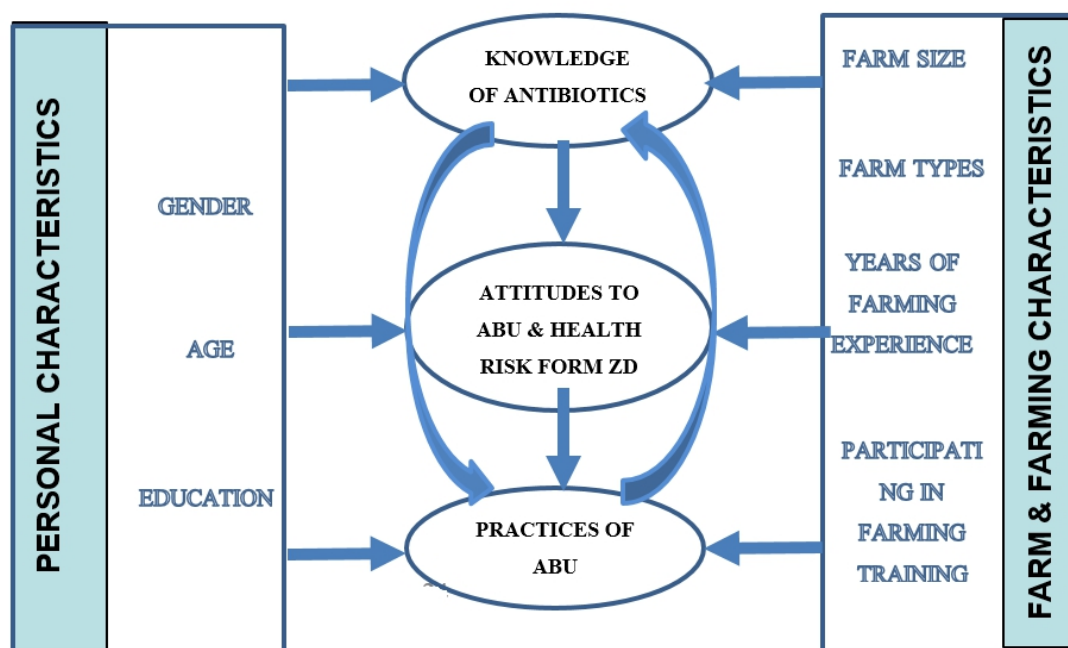 PERSONAL CHARACTERISTICS
GENDER
AGE
EDUCATION
KNOWLEDGE
OF ANTIBIOTICS
ATTITUDES TO
ABU & HEALTH
RISK FORM ZD
PRACTICES OF
ABU
FARM SIZE
FARM TYPES
YEARS OF
FARMING
EXPERIENCE
PARTICIPATI
NG IN
FARMING
TRAINING
FARM & FARMING CHARACTERISTICS